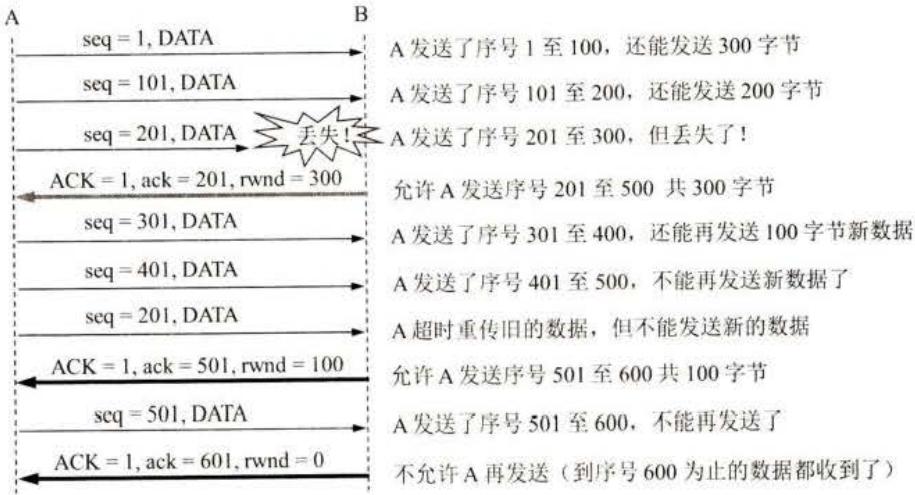 A B
seq = 1, DATA A 发送了序号 1 至 100，还能发送 300 字节
seq = 101, DATA A 发送了序号 101 至 200，还能发送 200 字节
seq = 201, DATA 丢失! A 发送了序号 201 至 300，但丢失了!
ACK = 1, ack = 201, rwnd = 300 允许 A 发送序号 201 至 500 共 300 字节
seq = 301, DATA A 发送了序号 301 至 400，还能再发送 100 字节新数据
seq = 401, DATA A 发送了序号 401 至 500，不能再发送新数据了
seq = 201, DATA A 超时重传旧的数据，但不能发送新的数据
ACK = 1, ack = 501, rwnd = 100 允许 A 发送序号 501 至 600 共 100 字节
seq = 501, DATA A 发送了序号 501 至 600，不能再发送了
ACK = 1, ack = 601, rwnd = 0 不允许 A 再发送（到序号 600 为止的数据都收到了）